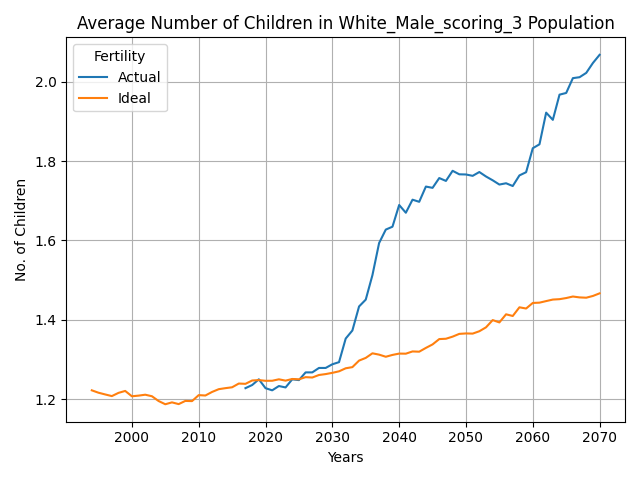 Average Number of Children in White_Male_scoring_3 Population
Fertility
Actual
Ideal
No. of Children
2.0
1.8
1.6
1.4
1.2
2000
2010
2020
2030
2040
2050
2060
2070
Years